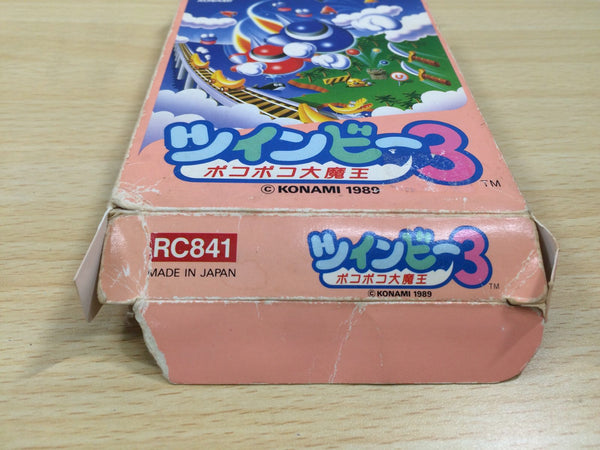 ツインビー3
ポコポコ大魔王
© KONAMI 1989
TM
RC841
MADE IN JAPAN
ツインビー3
ポコポコ大魔王
© KONAMI 1989
TM